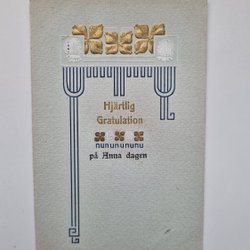 Hjärtlig
Gratulation
på Anna dagen